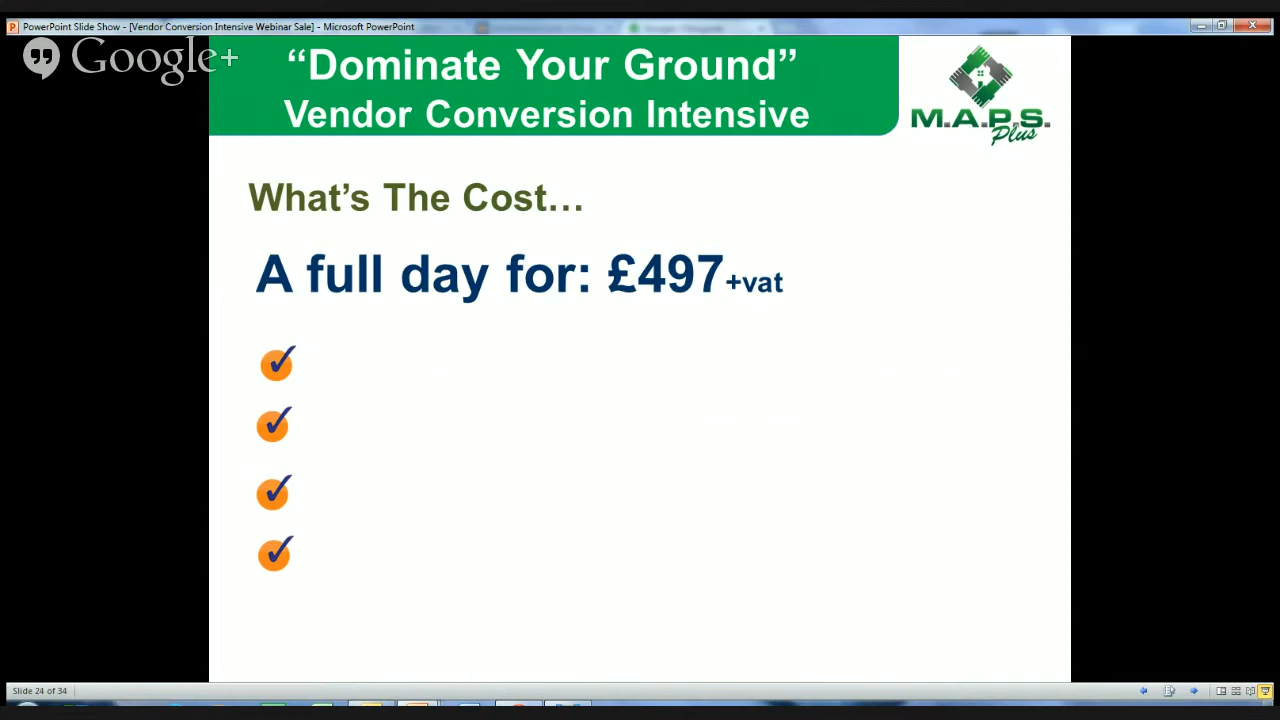 PowerPoint Slide Show - [Vendor Conversion Intensive Webinar Sale] - Microsoft PowerPoint
Google+
“Dominate Your Ground”
Vendor Conversion Intensive
M.A.P.S.
Plus
What’s The Cost…
A full day for: £497+vat
Slide 24 of 34